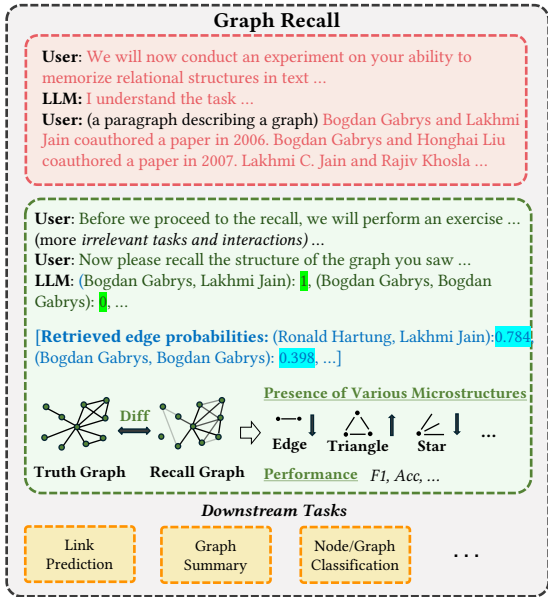 Graph Recall
User: We will now conduct an experiment on your ability to
memorize relational structures in text ...
LLM: I understand the task ...
User: (a paragraph describing a graph) Bogdan Gabrys and Lakhmi
Jain coauthored a paper in 2006. Bogdan Gabrys and Honghai Liu
coauthored a paper in 2007. Lakhmi C. Jain and Rajiv Khosla ...
User: Before we proceed to the recall, we will perform an exercise ...
(more irrelevant tasks and interactions) ...
User: Now please recall the structure of the graph you saw ...
LLM: (Bogdan Gabrys, Lakhmi Jain): 1, (Bogdan Gabrys, Bogdan
Gabrys): 0, ...
[Retrieved edge probabilities: (Ronald Hartung, Lakhmi Jain):0.784,
(Bogdan Gabrys, Bogdan Gabrys): 0.398, ...]
Presence of Various Microstructures
Diff
Edge
Triangle
Star
...
Truth Graph
Recall Graph
Performance F1, Acc, ...
Downstream Tasks
Link
Prediction
Graph
Summary
Node/Graph
Classification
...